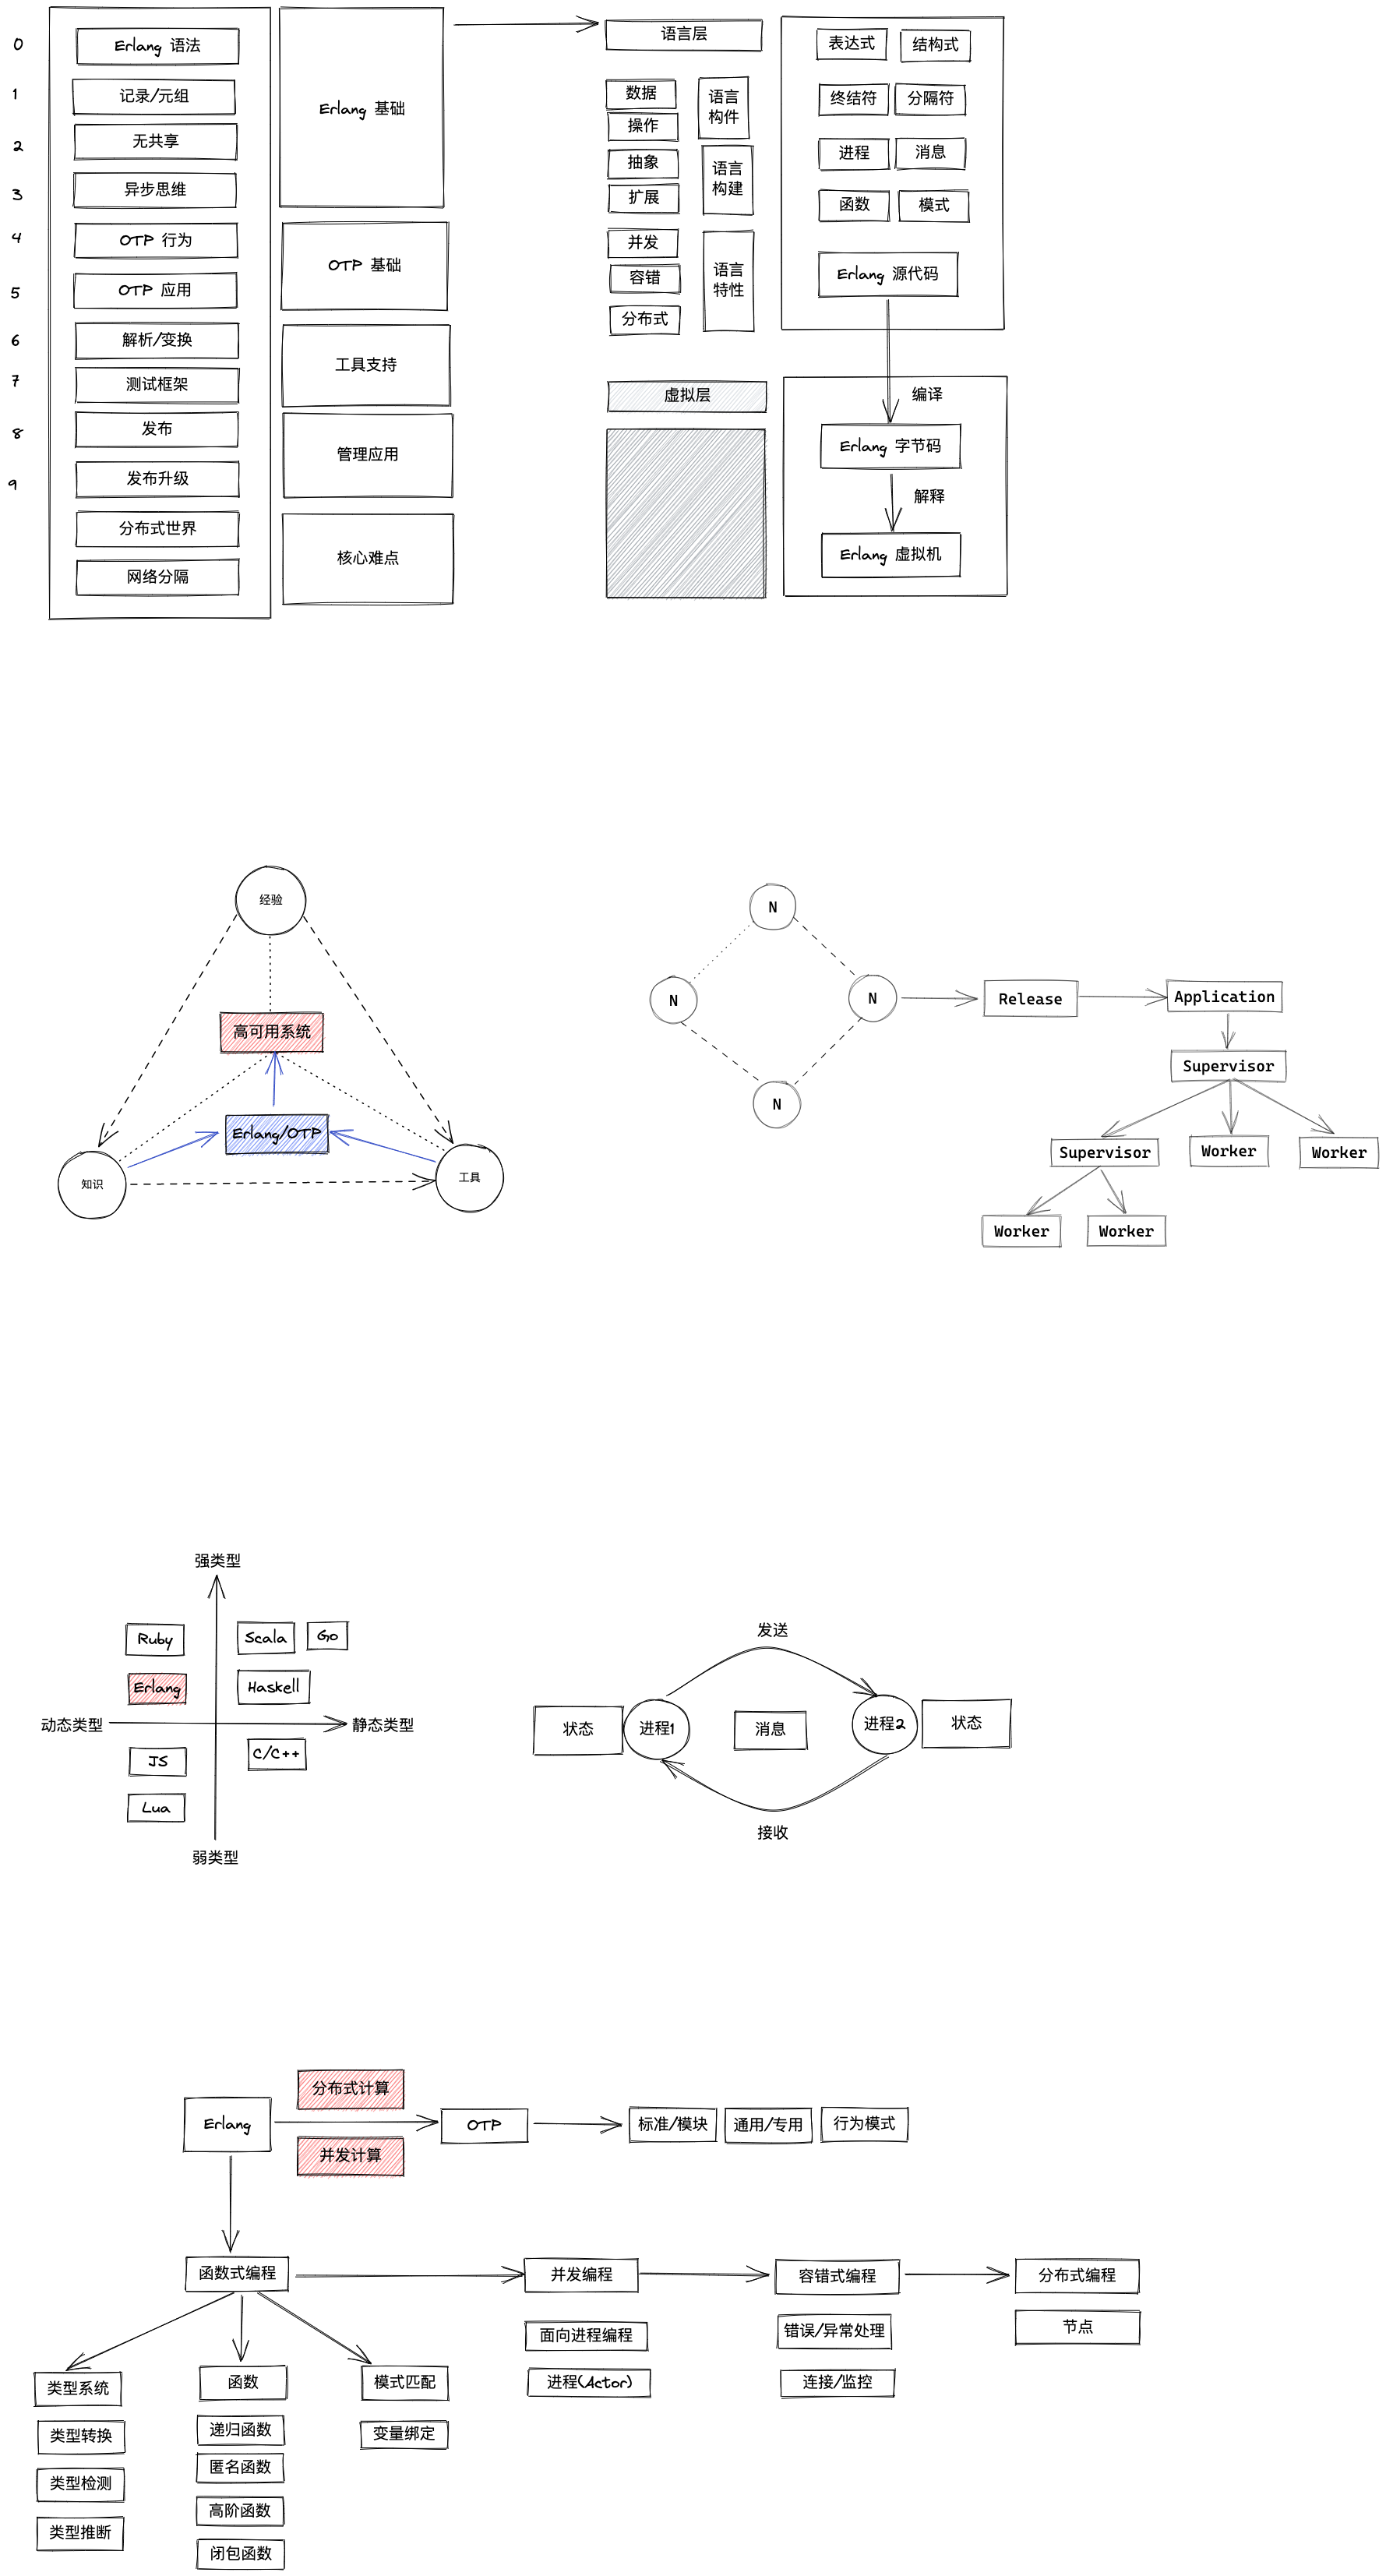 0
Erlang 语法
1
记录/元组
2
无共享
3
异步思维
4
OTP 行为
5
OTP 应用
6
解析/变换
7
测试框架
8
发布
9
发布升级
分布式世界
网络分隔
Erlang 基础
OTP 基础
工具支持
管理应用
核心难点
语言层
数据
操作
抽象
扩展
并发
容错
分布式
语言
构件
语言
构建
语言
特性
虚拟层
表达式
结构式
终结符
分隔符
进程
消息
函数
模式
Erlang 源代码
编译
Erlang 字节码
解释
Erlang 虚拟机
经验
高可用系统
Erlang/OTP
知识
工具
N
N
N
N
Release
Application
Supervisor
Supervisor
Worker
Worker
Worker
Worker
强类型
Ruby
Scala
Go
Erlang
Haskell
动态类型
静态类型
JS
C/C++
Lua
弱类型
发送
状态
进程1
消息
进程2
状态
接收
分布式计算
Erlang
OTP
标准/模块
通用/专用
行为模式
并发计算
函数式编程
并发编程
容错式编程
分布式编程
面向进程编程
错误/异常处理
节点
进程(Actor)
连接/监控
类型系统
函数
模式匹配
类型转换
递归函数
变量绑定
类型检测
匿名函数
类型推断
高阶函数
闭包函数